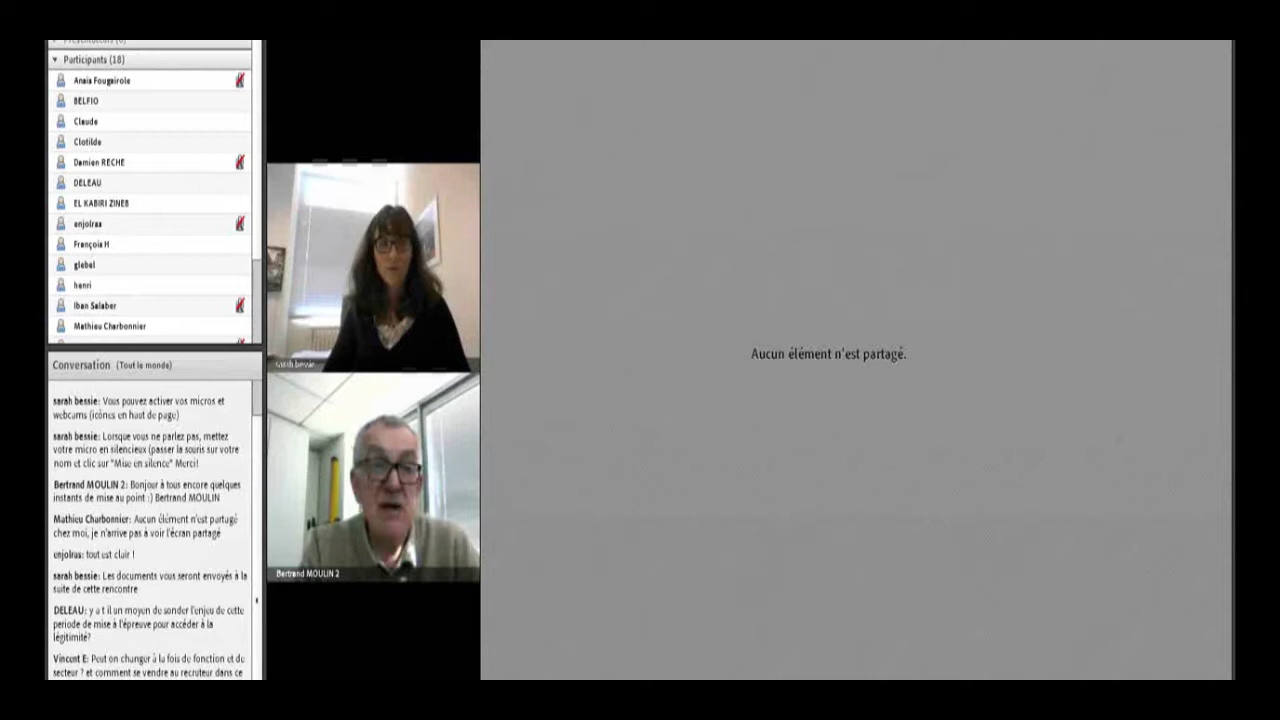 Participants (18)
Anais Fougairole
BELFIO
Claude
Clotilde
Damien RECHE
DELEAU
EL KABIRI ZINEB
enjolras
François H
glebel
henri
Iban Salaber
Mathieu Charbonnier
Conversation (Tout le monde)
sarah bessie: Vous pouvez activer vos micros et
webcams (icônes en haut de page)
sarah bessie: Lorsque vous ne parlez pas, mettez
votre micro en silencieux (passer la souris sur votre
nom et clic sur "Mise en silence" Merci!
Bertrand MOULIN 2: Bonjour à tous encore quelques
instants de mise au point :) Bertrand MOULIN
Mathieu Charbonnier: Aucun élément n'est partagé
chez moi, je n'arrive pas à voir l'écran partagé
enjolras: tout est clair !
sarah bessie: Les documents vous seront envoyés à la
suite de cette rencontre
DELEAU: y a t il un moyen de sonder l'enjeu de cette
periode de mise à l'épreuve pour accéder à la
légitimité?
Vincent E: Peut on changer à la fois de fonction et de
secteur ? et comment se vendre au recruteur dans ce
sarah bessie
Bertrand MOULIN 2
Aucun élément n'est partagé.